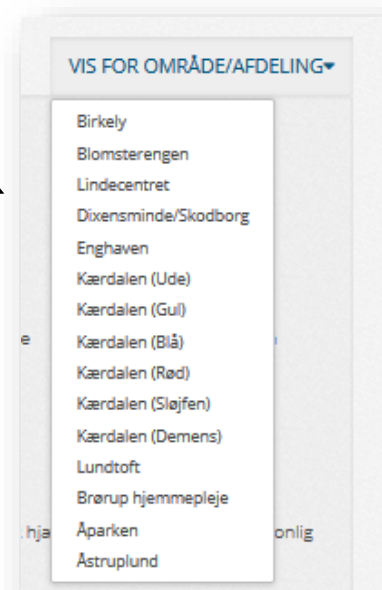 VIS FOR OMRÅDE/AFDELING
Birkely
Blomsterengen
Lindecentret
Dixensminde/Skodborg
Enghaven
Kærdalen (Ude)
Kærdalen (Gul)
Kærdalen (Blå)
Kærdalen (Rød)
Kærdalen (Sløjfen)
Kærdalen (Demens)
Lundtoft
Brørup hjemmepleje
Åparken
Åstruplund